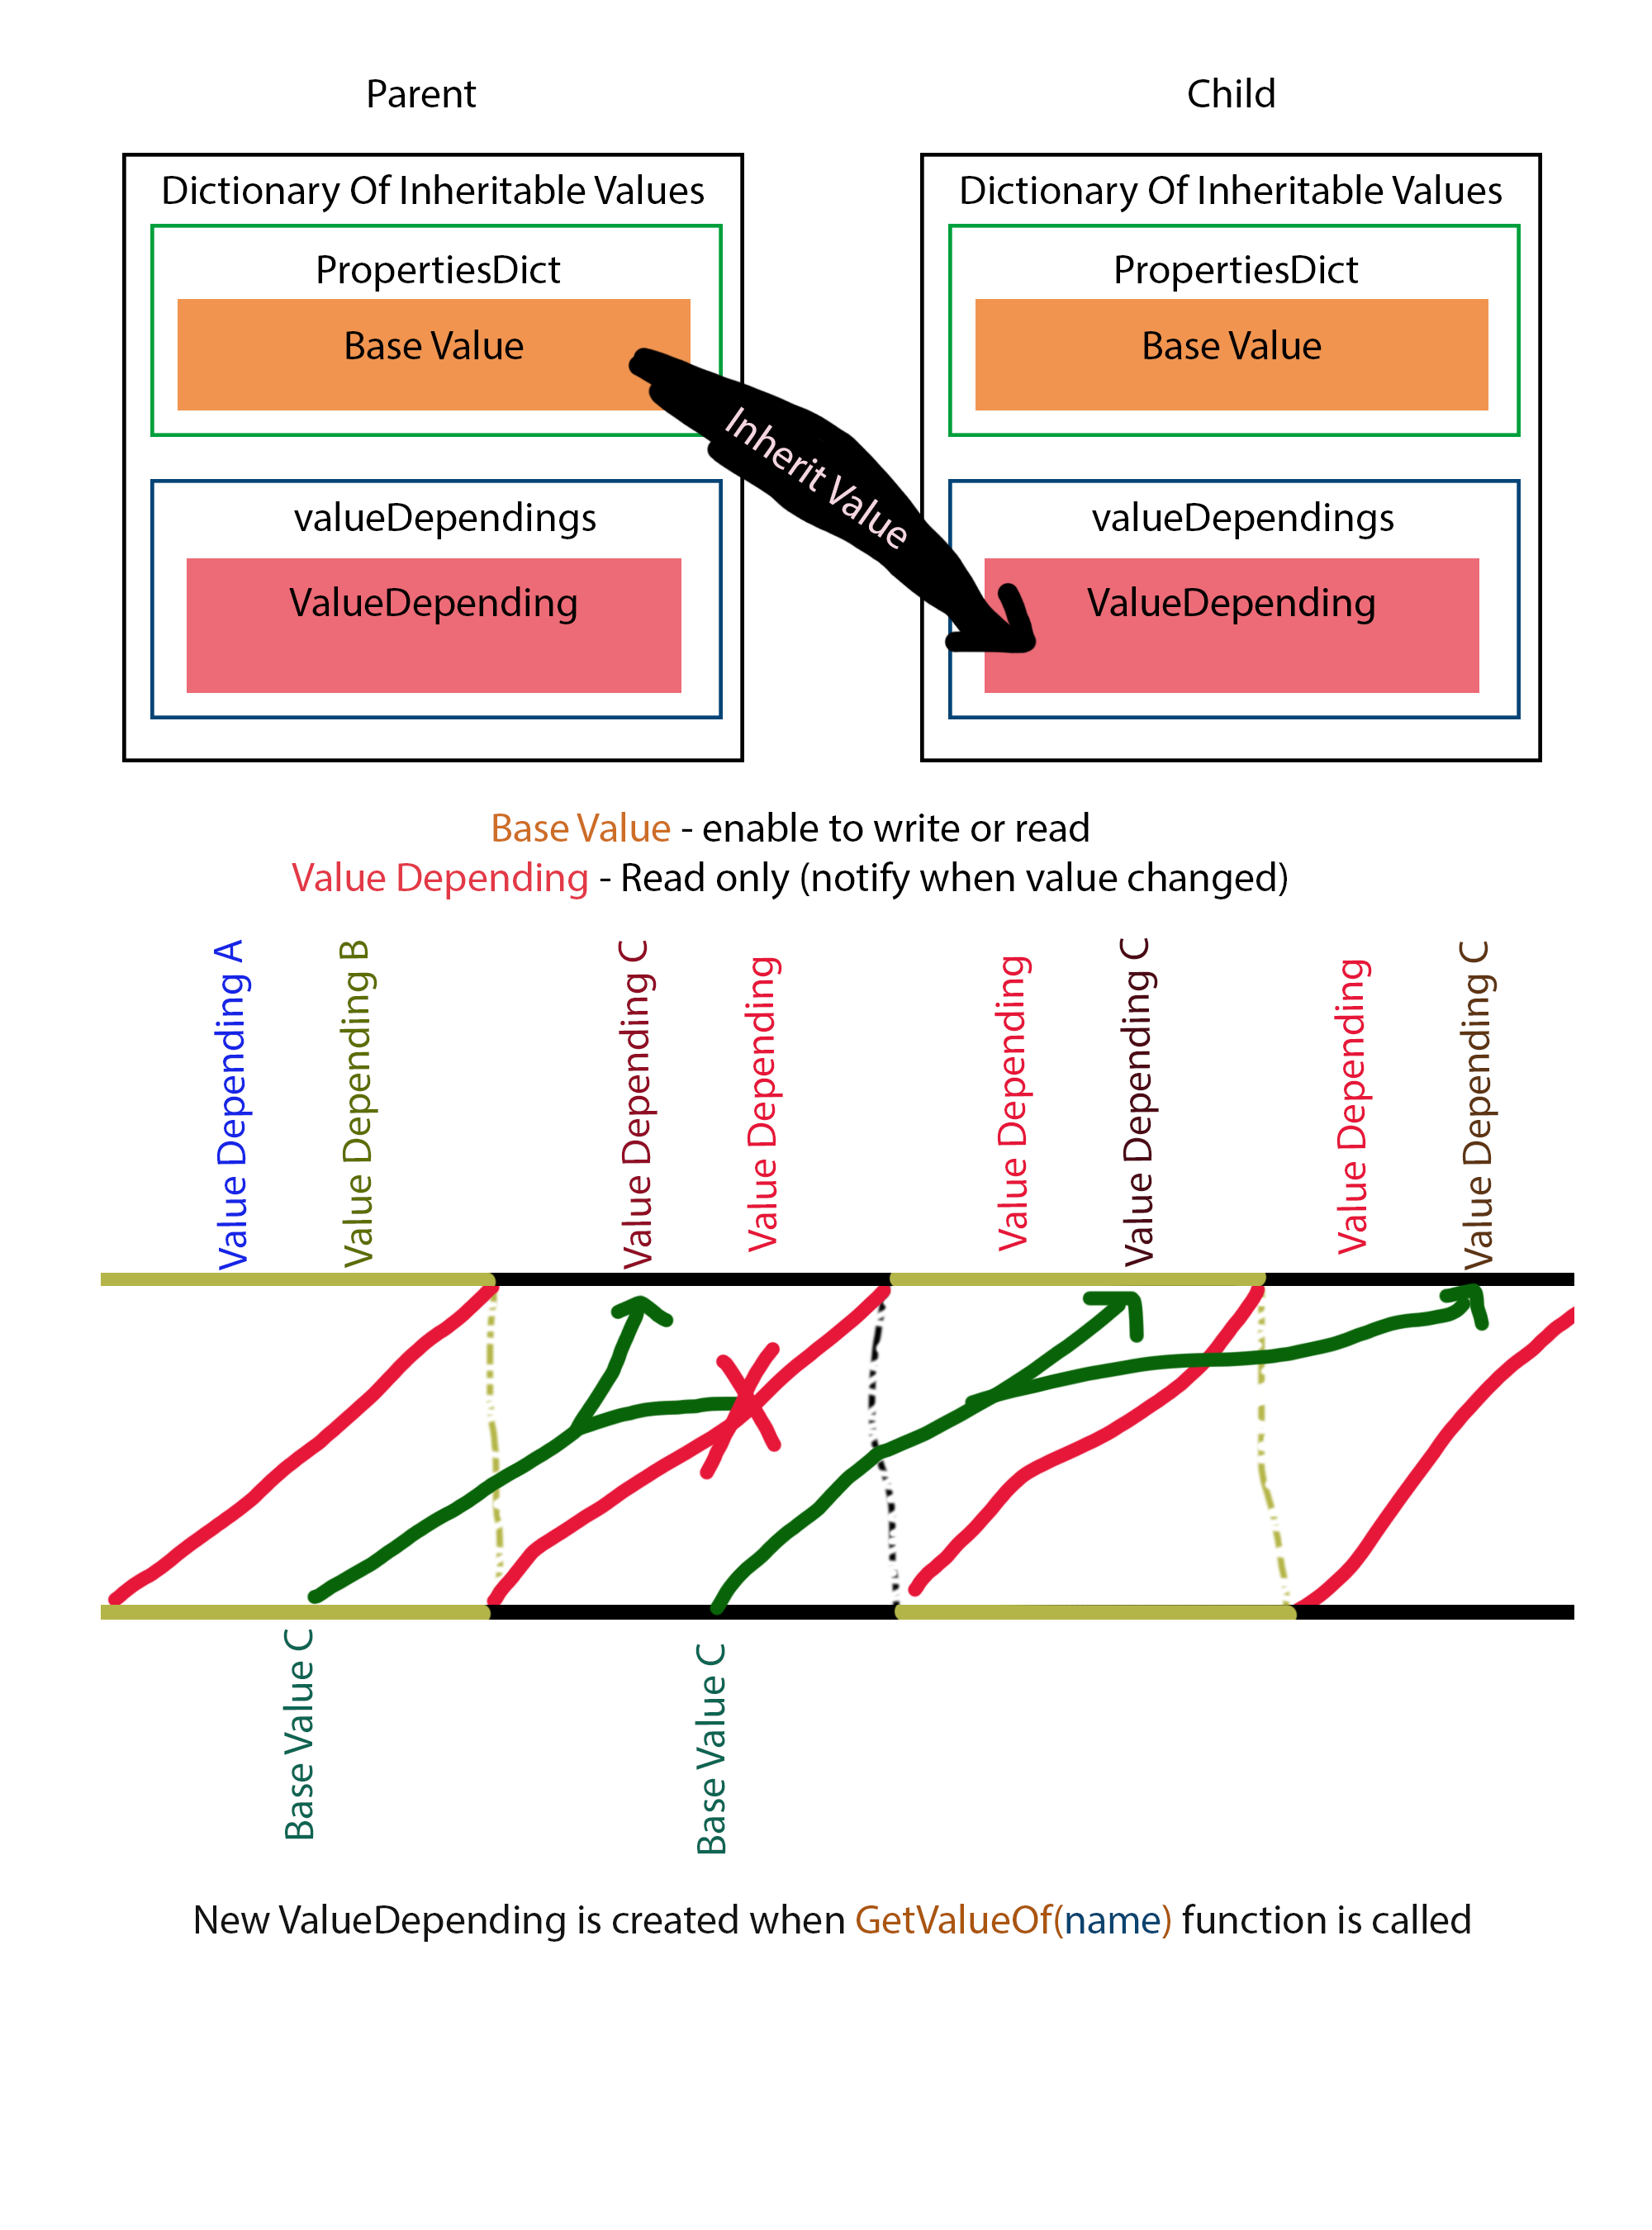 Parent
Child
Dictionary Of Inheritable Values
PropertiesDict
Base Value
valueDependings
ValueDepending
Dictionary Of Inheritable Values
PropertiesDict
Base Value
valueDependings
ValueDepending
Inherit Value
Base Value - enable to write or read
Value Depending - Read only (notify when value changed)
Value Depending A
Value Depending B
Value Depending C
Value Depending
Value Depending
Value Depending C
Value Depending
Value Depending C
Base Value C
Base Value C
New ValueDepending is created when GetValueOf(name) function is called